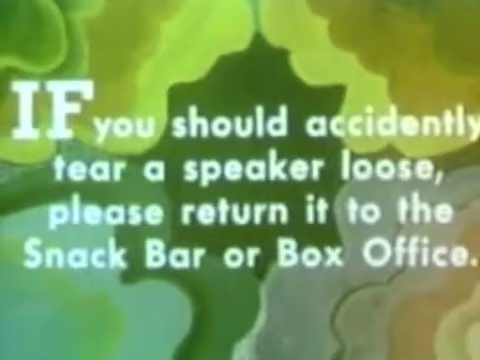 IF you should accidently
tear a speaker loose,
please return it to the
Snack Bar or Box Office.